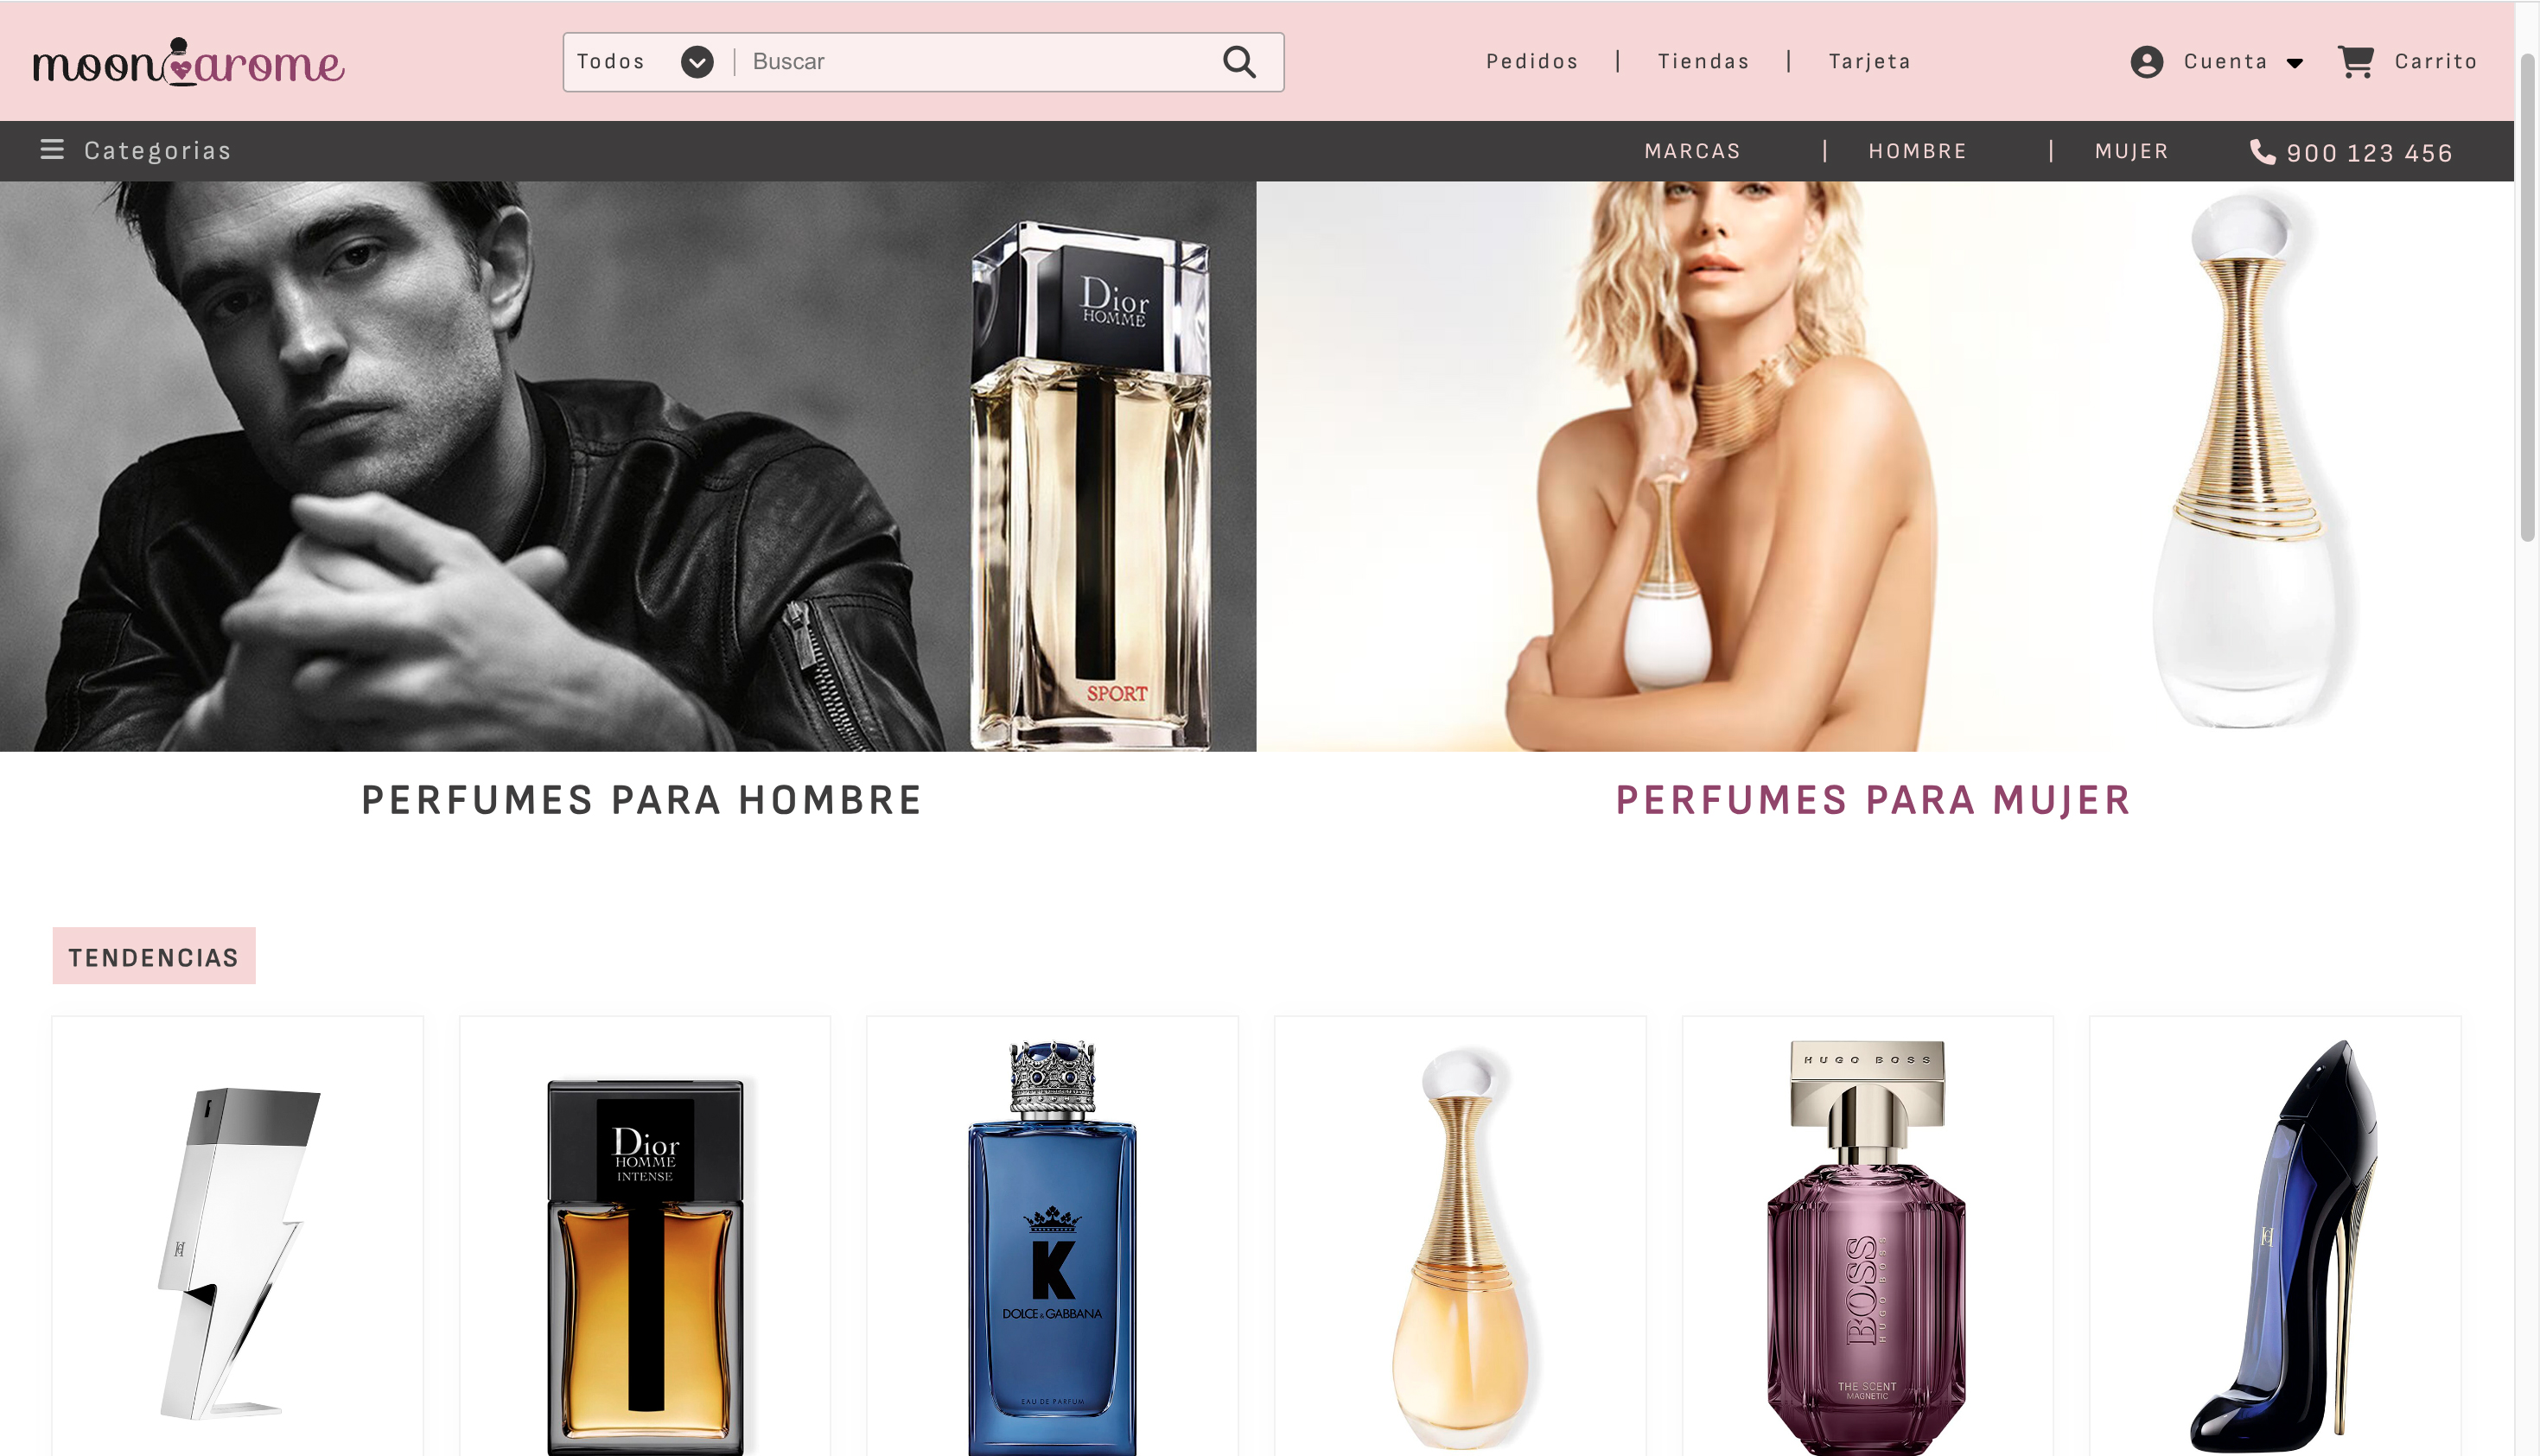 moonarome
Todos
Buscar
Pedidos | Tiendas | Tarjeta
Cuenta
Carrito
Categorias
MARCAS | HOMBRE | MUJER
900 123 456
Dior
HOMME
SPORT
PERFUMES PARA HOMBRE
PERFUMES PARA MUJER
TENDENCIAS
Dior
HOMME
INTENSE
K
DOLCE & GABBANA
EAU DE PARFUM
HUGO BOSS
BOSS
HUGO BOSS
THE SCENT
MAGNETIC